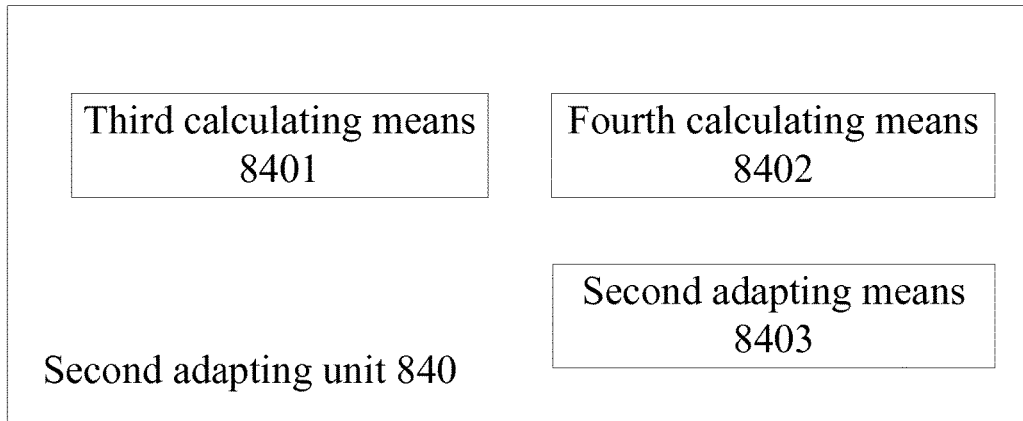 Third calculating means
8401
Fourth calculating means
8402
Second adapting means
8403
Second adapting unit 840